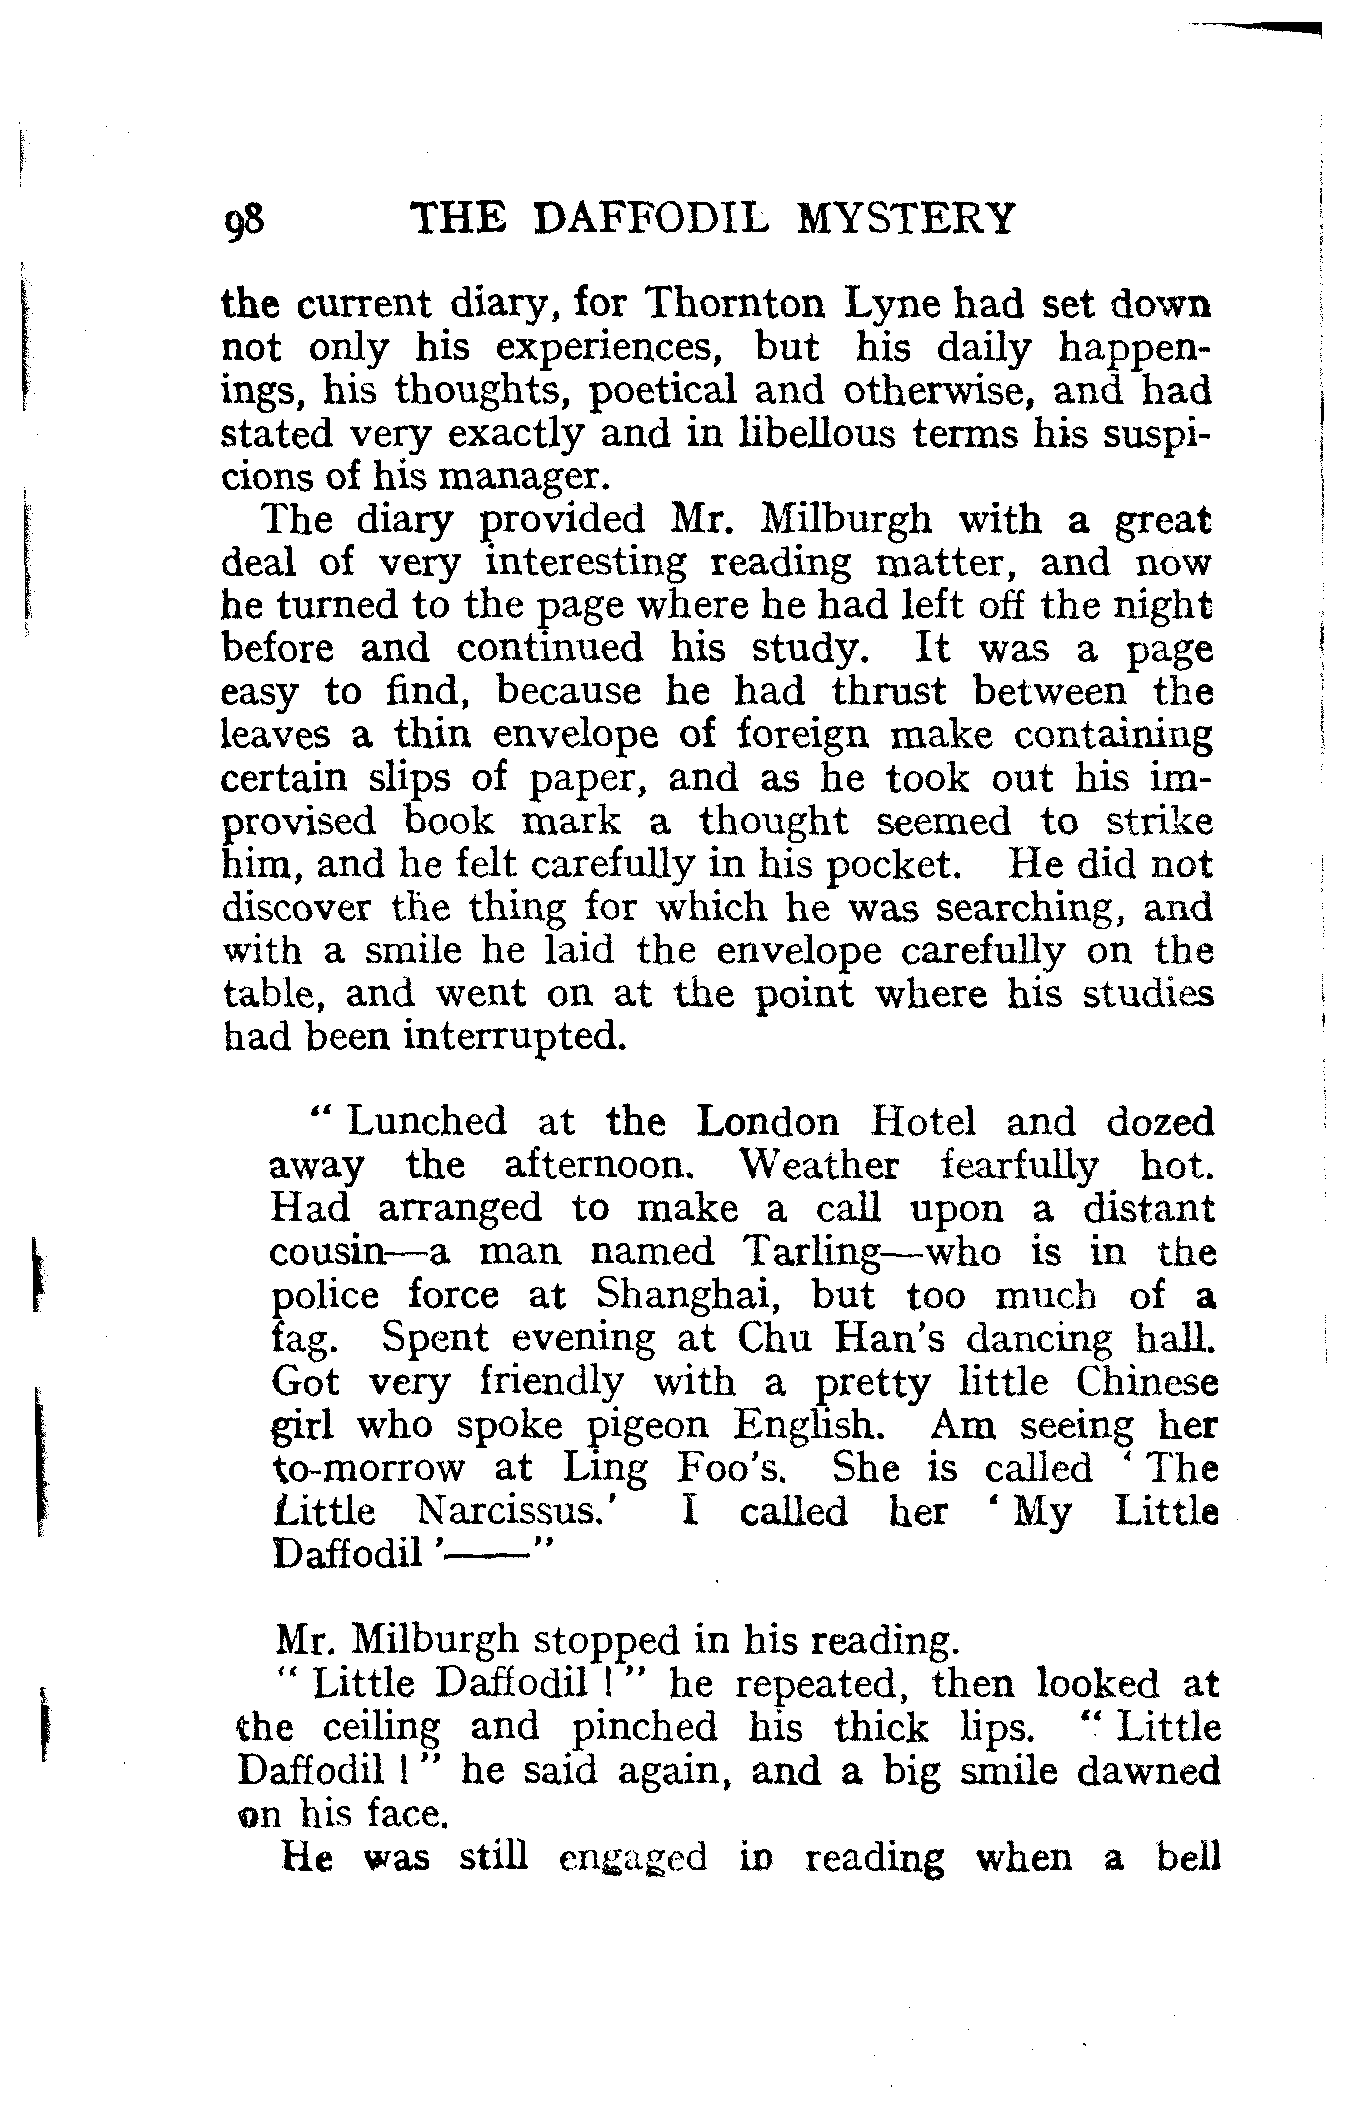 98 THE DAFFODIL MYSTERY
the current diary, for Thornton Lyne had set down
not only his experiences, but his daily happen-
ings, his thoughts, poetical and otherwise, and had
stated very exactly and in libellous terms his suspi-
cions of his manager.
The diary provided Mr. Milburgh with a great
deal of very interesting reading matter, and now
he turned to the page where he had left off the night
before and continued his study. It was a page
easy to find, because he had thrust between the
leaves a thin envelope of foreign make containing
certain slips of paper, and as he took out his im-
provised book mark a thought seemed to strike
him, and he felt carefully in his pocket. He did not
discover the thing for which he was searching, and
with a smile he laid the envelope carefully on the
table, and went on at the point where his studies
had been interrupted.
“ Lunched at the London Hotel and dozed
away the afternoon. Weather fearfully hot.
Had arranged to make a call upon a distant
cousin—a man named Tarling—who is in the
police force at Shanghai, but too much of a
fag. Spent evening at Chu Han's dancing hall.
Got very friendly with a pretty little Chinese
girl who spoke pigeon English. Am seeing her
to-morrow at Ling Foo's. She is called ‘ The
Little Narcissus.’ I called her ‘ My Little
Daffodil ’——”
Mr. Milburgh stopped in his reading.
“ Little Daffodil ! ” he repeated, then looked at
the ceiling and pinched his thick lips. “ Little
Daffodil ! ” he said again, and a big smile dawned
on his face.
He was still engaged in reading when a bell